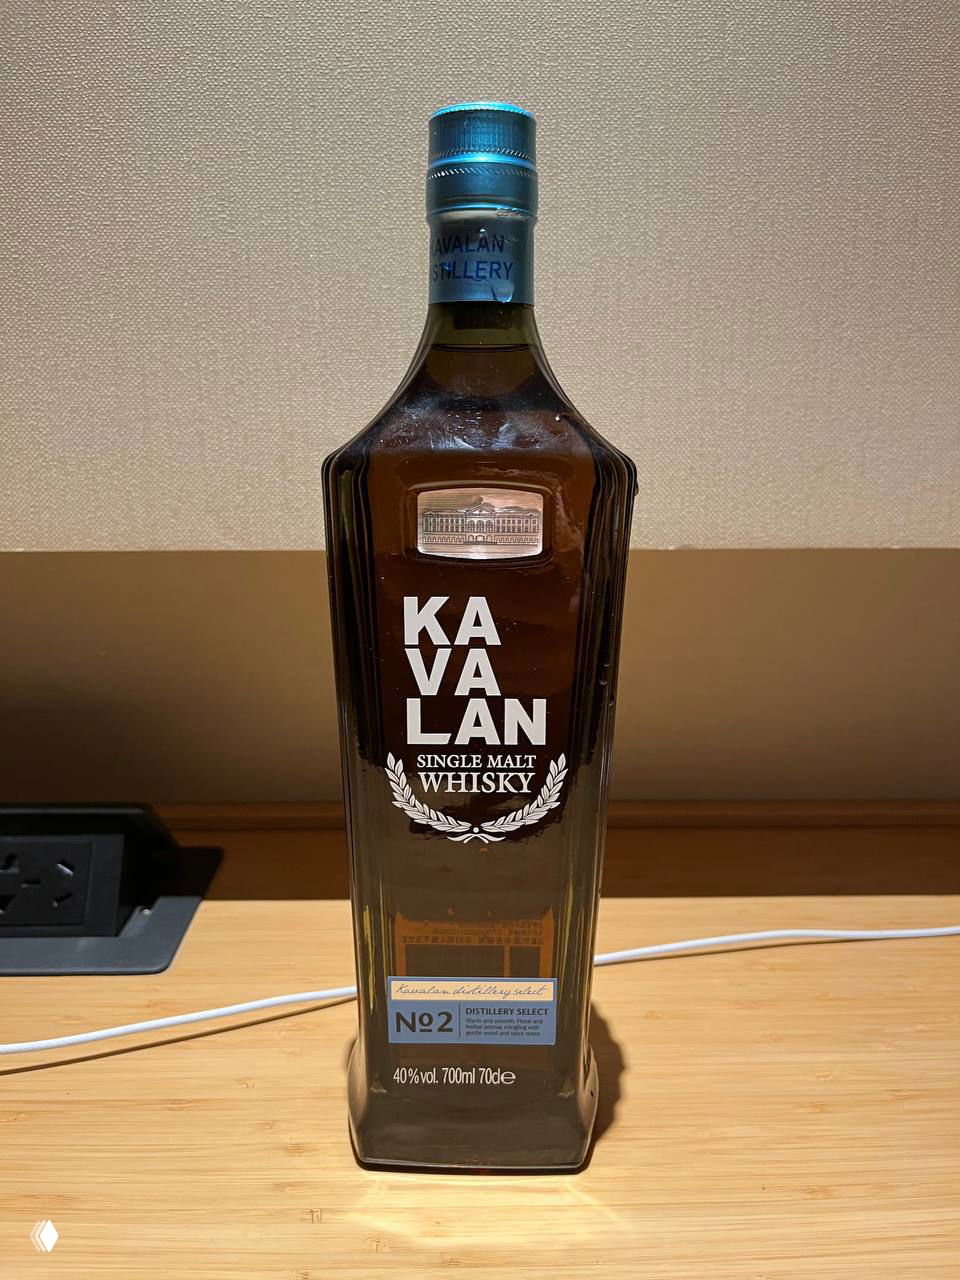 KAVALAN
STILLERY
KA
VA
LAN
SINGLE MALT
WHISKY
Kavalan distillery select
No2
DISTILLERY SELECT
Warm and smooth. Floral and
herbal aromas mingling with
gentle wood and spice notes.
40%vol. 700ml 70cl℮